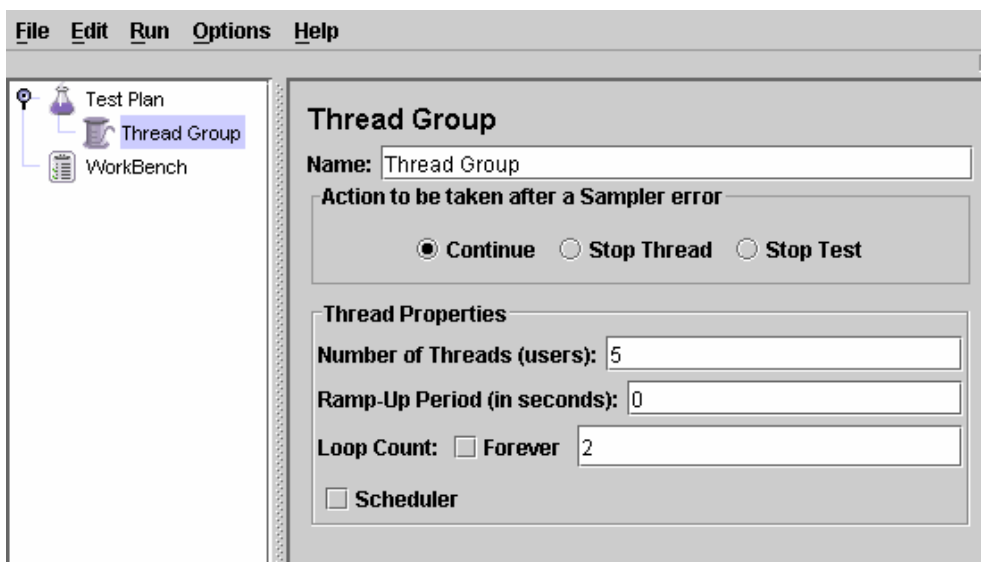 File Edit Run Options Help
Test Plan
Thread Group
WorkBench
Thread Group
Name: Thread Group
Action to be taken after a Sampler error
Continue Stop Thread Stop Test
Thread Properties
Number of Threads (users): 5
Ramp-Up Period (in seconds): 0
Loop Count: Forever 2
Scheduler